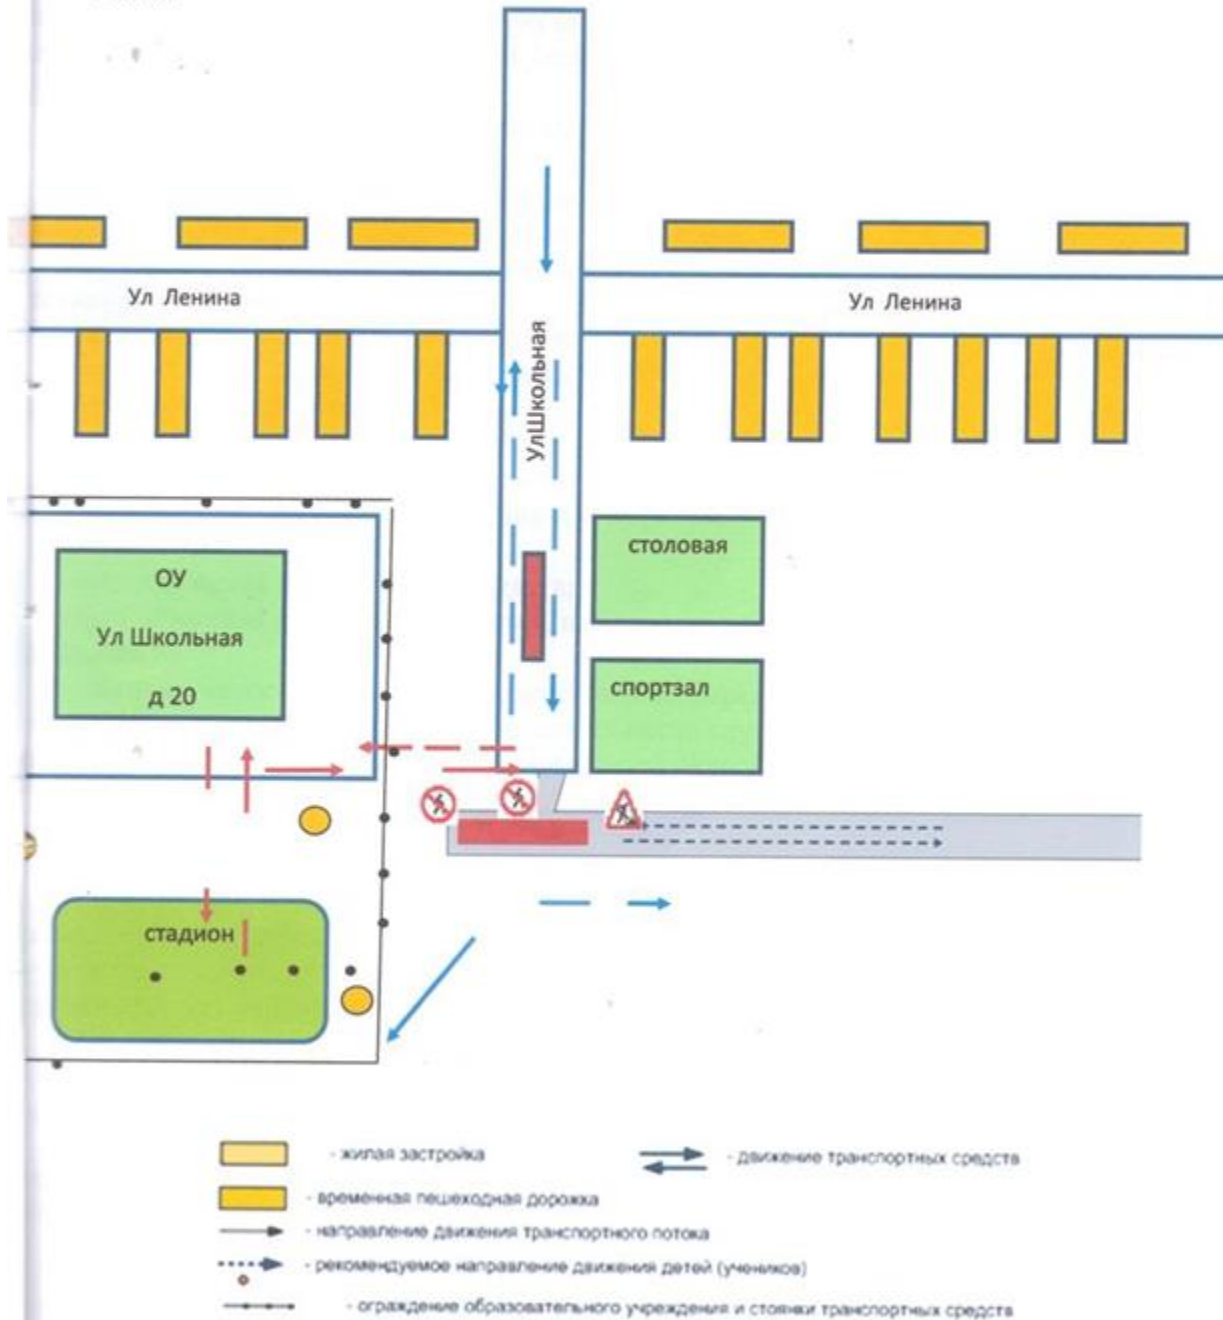 Ул Ленина
Ул Ленина
УлШкольная
столовая
ОУ
Ул Школьная
д 20
спортзал
стадион
- жилая застройка
- движение транспортных средств
- временная пешеходная дорожка
- направление движения транспортного потока
- рекомендуемое направление движения детей (учеников)
- ограждение образовательного учреждения и стоянки транспортных средств